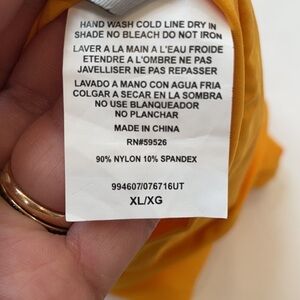 HAND WASH COLD LINE DRY IN
SHADE NO BLEACH DO NOT IRON
LAVER A LA MAIN A L'EAU FROIDE
ETENDRE A L'OMBRE NE PAS
JAVELLISER NE PAS REPASSER
LAVADO A MANO CON AGUA FRIA
COLGAR A SECAR EN LA SOMBRA
NO USE BLANQUEADOR
NO PLANCHAR
MADE IN CHINA
RN#59526
90% NYLON 10% SPANDEX
994607/076716UT
XL/XG